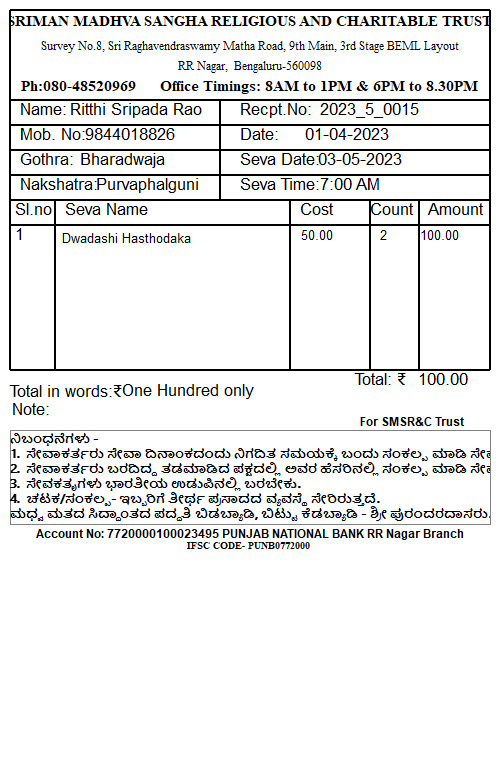 SRIMAN MADHVA SANGHA RELIGIOUS AND CHARITABLE TRUST
Survey No.8, Sri Raghavendraswamy Matha Road, 9th Main, 3rd Stage BEML Layout
RR Nagar, Bengaluru-560098
Ph:080-48520969 Office Timings: 8AM to 1PM & 6PM to 8.30PM
Name: Ritthi Sripada Rao Recpt.No: 2023_5_0015
Mob. No:9844018826 Date: 01-04-2023
Gothra: Bharadwaja Seva Date:03-05-2023
Nakshatra:Purvaphalguni Seva Time:7:00 AM
Sl.no Seva Name Cost Count Amount
1 Dwadashi Hasthodaka 50.00 2 100.00
Total: ₹ 100.00
Total in words:₹One Hundred only
Note:
For SMSR&C Trust
ನಿಬಂಧನೆಗಳು -
1. ಸೇವಾಕರ್ತರು ಸೇವಾ ದಿನಾಂಕದಂದು ನಿಗದಿತ ಸಮಯಕ್ಕೆ ಬಂದು ಸಂಕಲ್ಪ ಮಾಡಿ ಸೇವ
2. ಸೇವಾಕರ್ತರು ಬರದಿದ್ದ ತಡಮಾಡಿದ ಪಕ್ಷದಲ್ಲಿ ಅವರ ಹೆಸರಿನಲ್ಲಿ ಸಂಕಲ್ಪ ಮಾಡಿ ಸೇವ
3. ಸೇವಕತೃಗಳು ಭಾರತೀಯ ಉಡುಪಿನಲ್ಲಿ ಬರಬೇಕು.
4. ಚಟಕ/ಸಂಕಲ್ಪ- ಇಬ್ಬರಿಗೆ ತೀರ್ಥ ಪ್ರಸಾದದ ವ್ಯವಸ್ಥೆ ಸೇರಿರುತ್ತದೆ.
ಮಧ್ವ ಮತದ ಸಿದ್ಧಾಂತದ ಪದ್ಧತಿ ಬಿಡಬ್ಯಾಡಿ, ಬಿಟ್ಟು ಕೆಡಬ್ಯಾಡಿ - ಶ್ರೀ ಪುರಂದರದಾಸರು.
Account No: 7720000100023495 PUNJAB NATIONAL BANK RR Nagar Branch
IFSC CODE- PUNB0772000